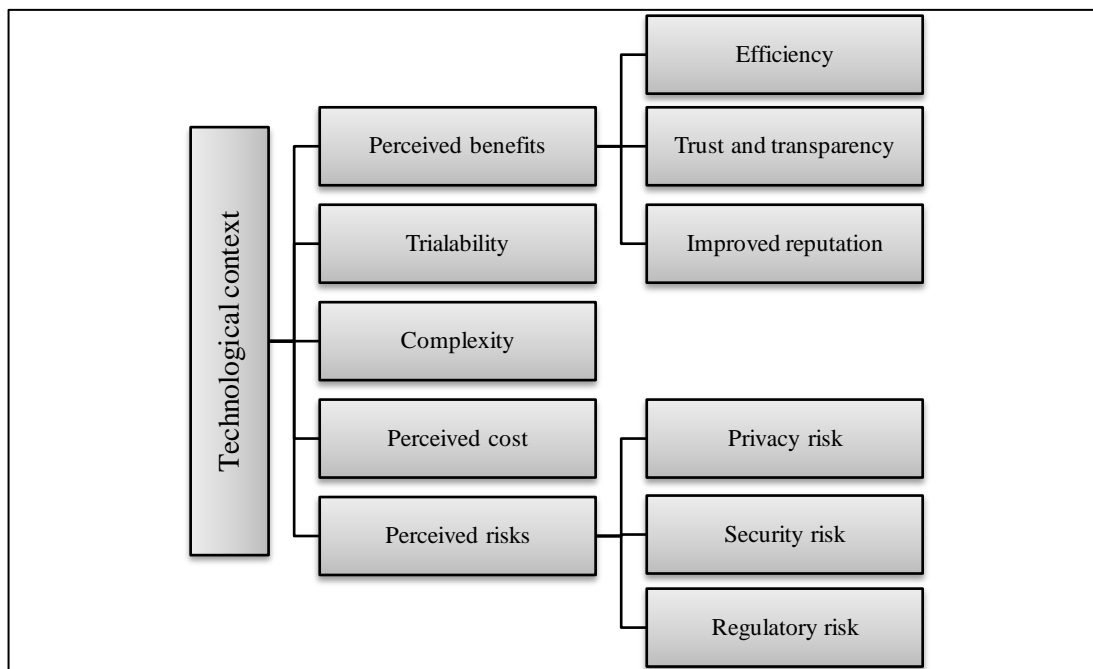 Technological context
Perceived benefits
Efficiency
Trust and transparency
Improved reputation
Trialability
Complexity
Perceived cost
Perceived risks
Privacy risk
Security risk
Regulatory risk